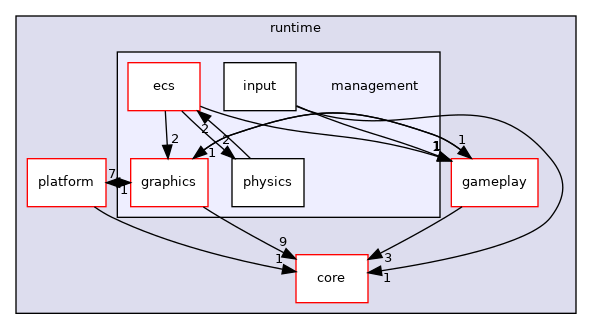 runtime
ecs
input
management
2
2
2
1
1
1
7
1
platform
graphics
physics
gameplay
9
1
3
1
core